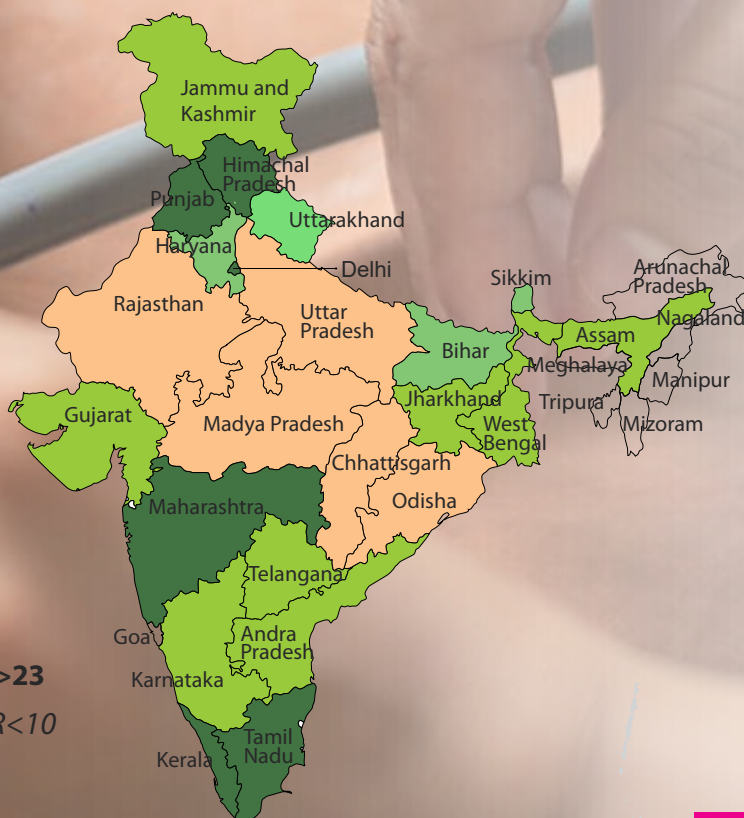 Jammu and
Kashmir
Himachal
Pradesh
Punjab
Uttarakhand
Haryana
Delhi
Sikkim
Arunachal
Pradesh
Rajasthan
Uttar
Pradesh
Nagaland
Assam
Bihar
Meghalaya
Manipur
Jharkhand
Tripura
Gujarat
Madya Pradesh
West
Bengal
Mizoram
Chhattisgarh
Odisha
Maharashtra
Telangana
Goa
Andra
Pradesh
>23
Karnataka
R<10
Tamil
Nadu
Kerala